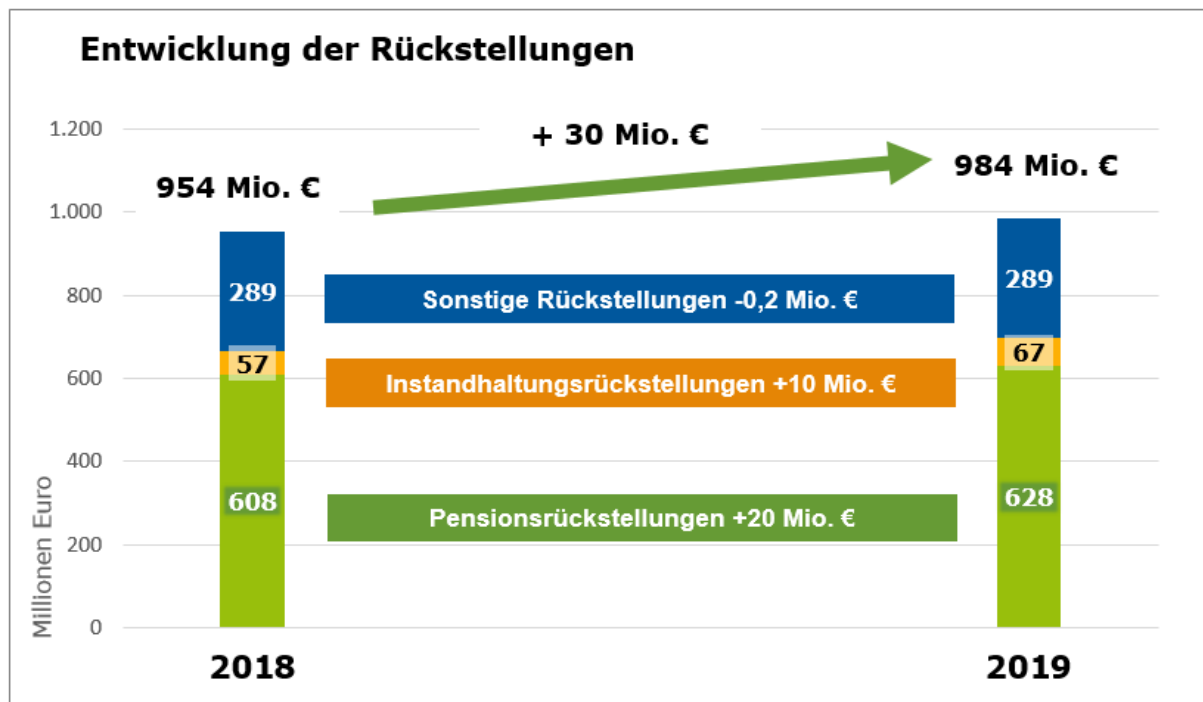 Entwicklung der Rückstellungen
+ 30 Mio. €
954 Mio. €
984 Mio. €
1.200
1.000
800
600
400
200
0
Millionen Euro
289
Sonstige Rückstellungen -0,2 Mio. €
289
57
Instandhaltungsrückstellungen +10 Mio. €
67
608
Pensionsrückstellungen +20 Mio. €
628
2018
2019